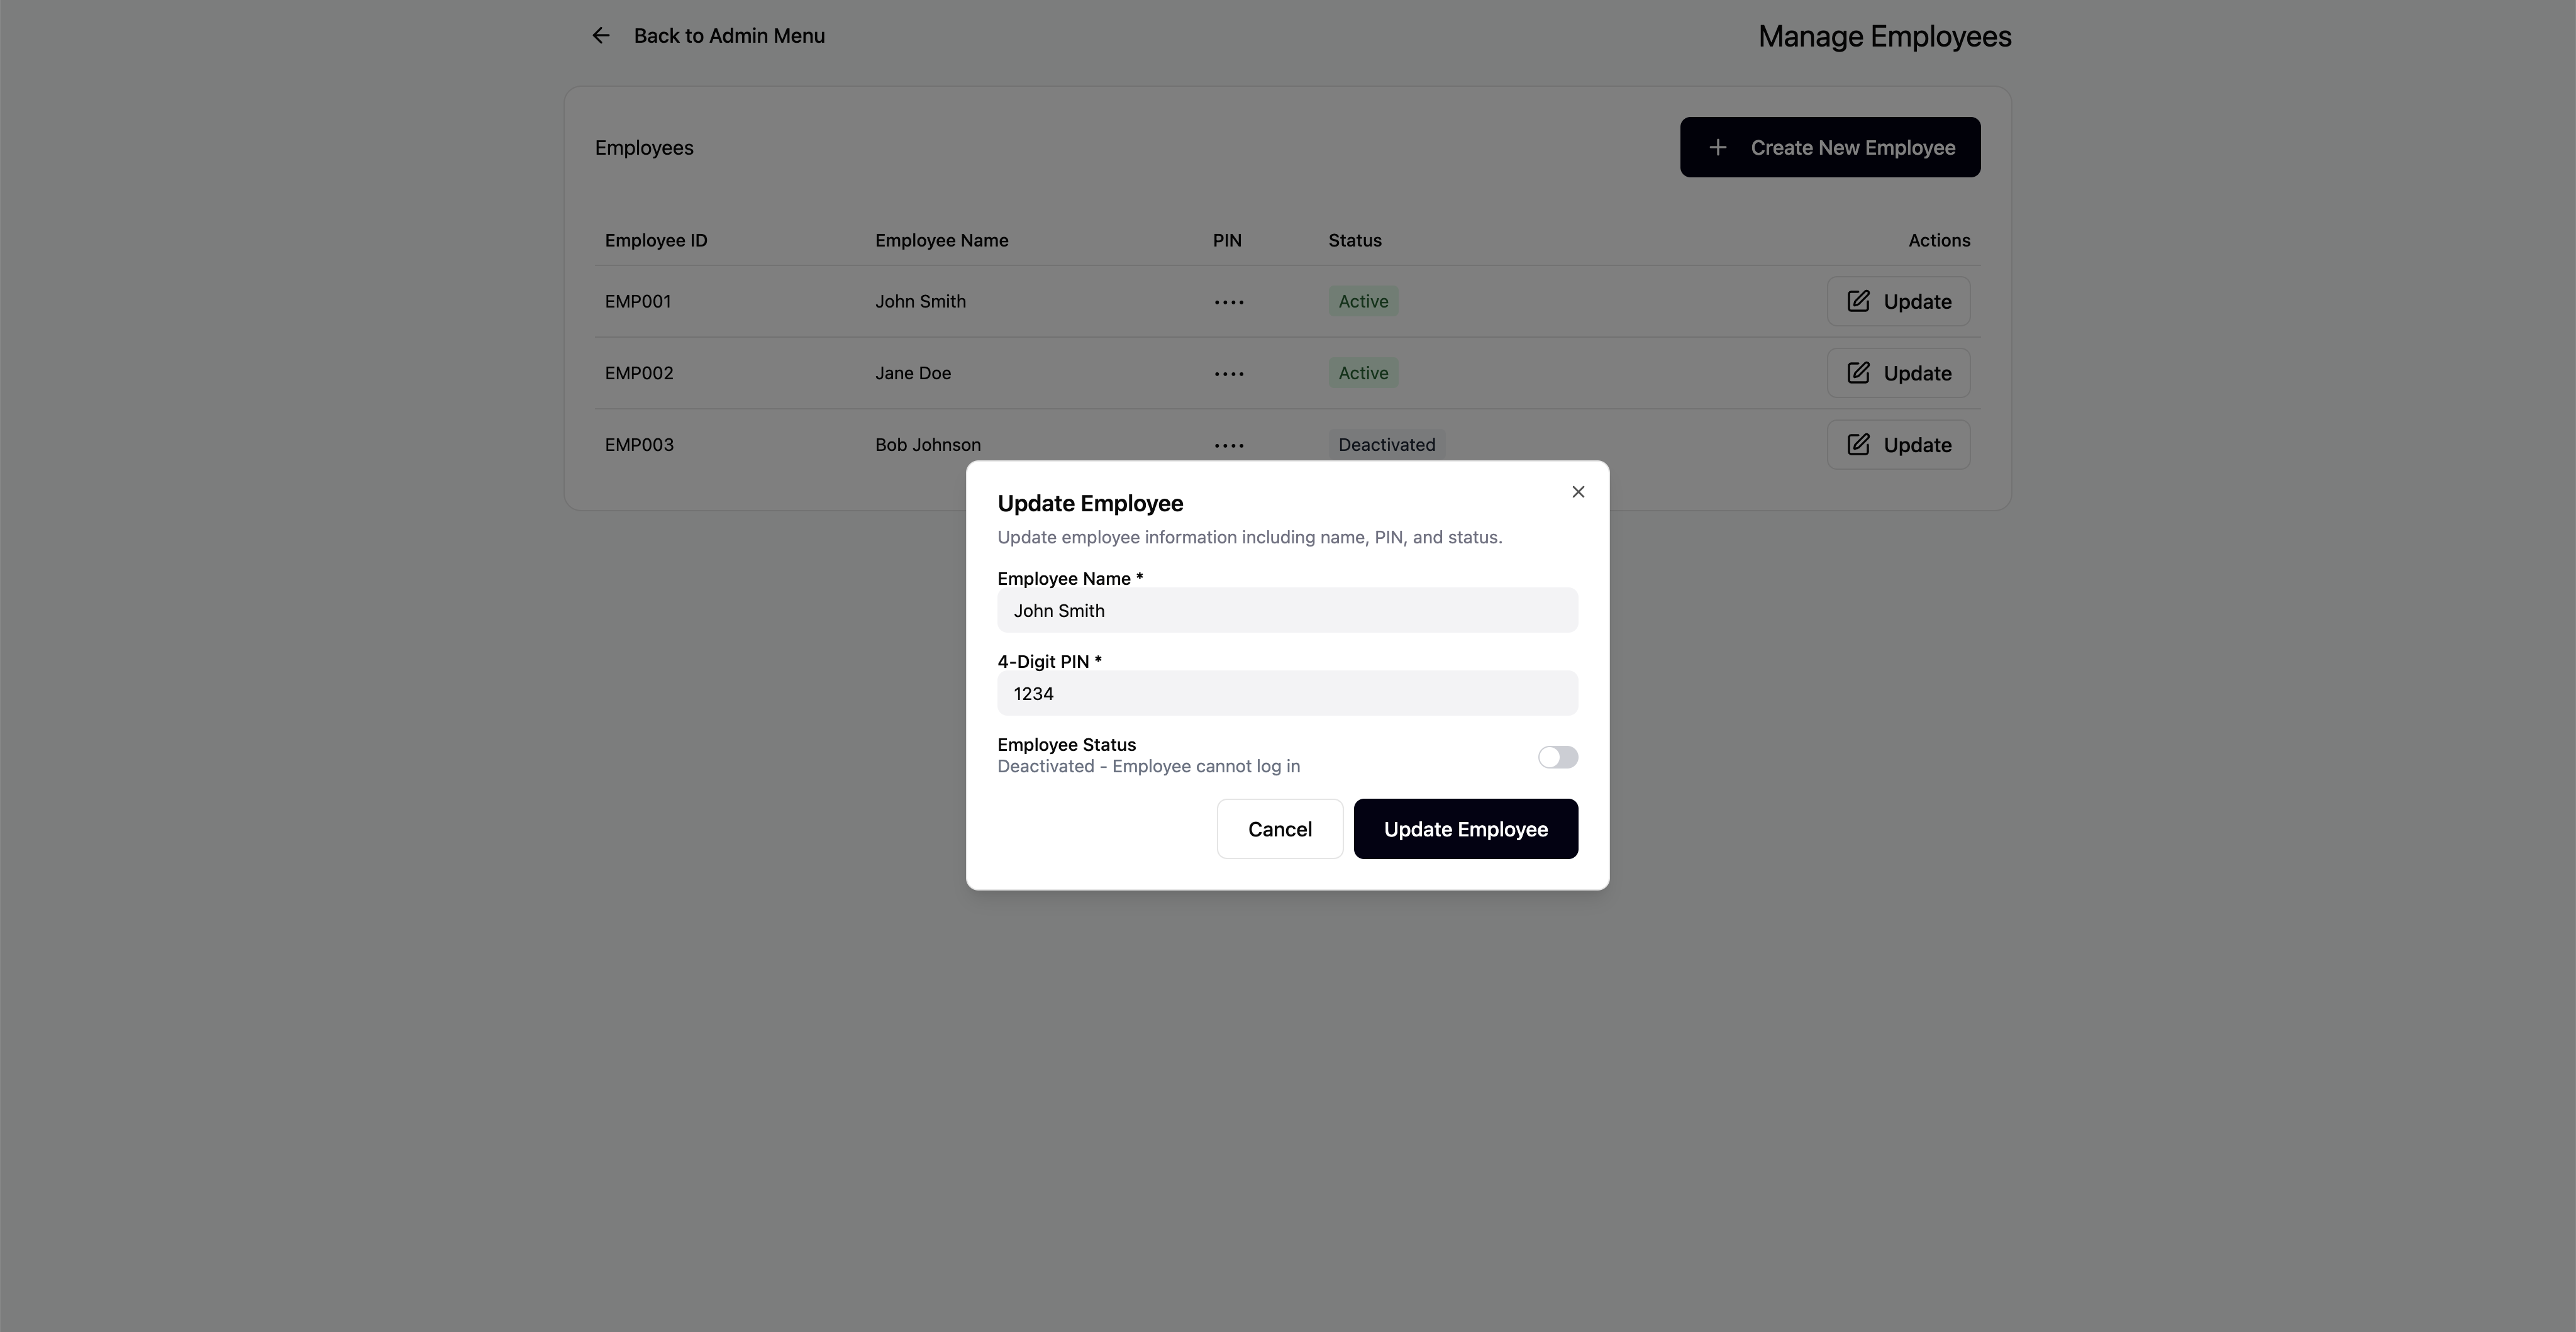 Back to Admin Menu
Manage Employees
Employees
Create New Employee
Employee ID Employee Name PIN Status Actions
EMP001 John Smith •••• Active Update
EMP002 Jane Doe •••• Active Update
EMP003 Bob Johnson •••• Deactivated Update
Update Employee
Update employee information including name, PIN, and status.
Employee Name *
John Smith
4-Digit PIN *
1234
Employee Status
Deactivated - Employee cannot log in
Cancel Update Employee